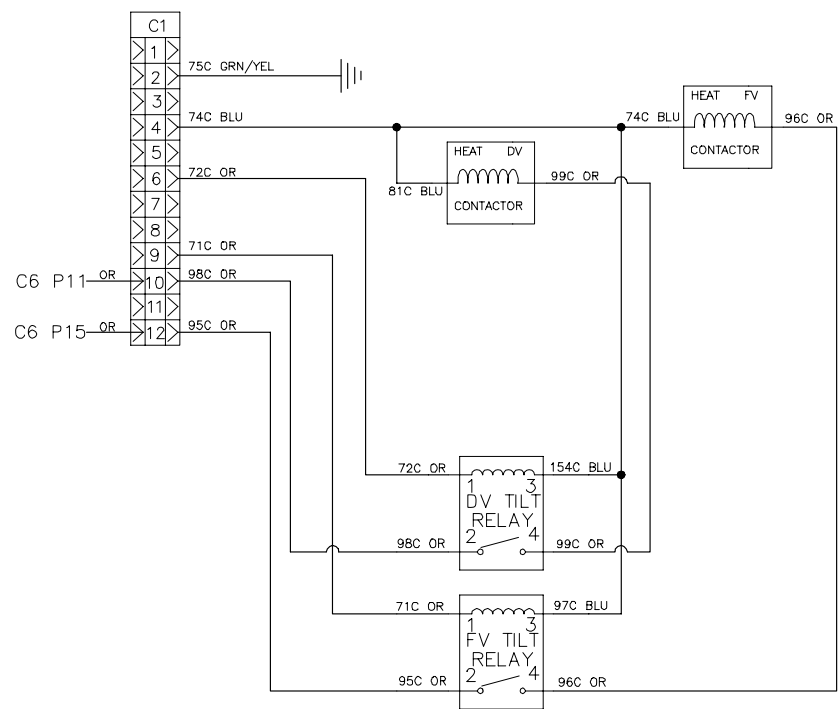 C1
1
2
75C GRN/YEL
3
4
74C BLU
74C BLU
HEAT FV
CONTACTOR
96C OR
5
HEAT DV
CONTACTOR
81C BLU
99C OR
6
72C OR
7
8
9
71C OR
C6 P11
OR
10
98C OR
11
C6 P15
OR
12
95C OR
72C OR
154C BLU
1 3
DV TILT
RELAY
2 4
98C OR
99C OR
71C OR
97C BLU
1 3
FV TILT
RELAY
2 4
95C OR
96C OR